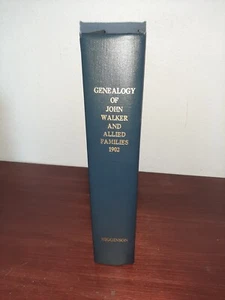 GENEALOGY
OF
JOHN
WALKER
AND
ALLIED
FAMILIES
1902